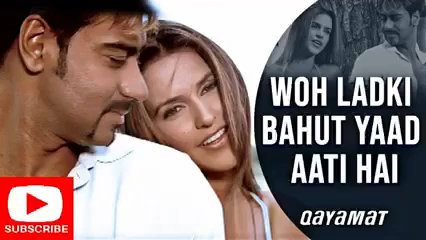 WOH LADKI
BAHUT YAAD
AATI HAI
QAYAMAT
SUBSCRIBE